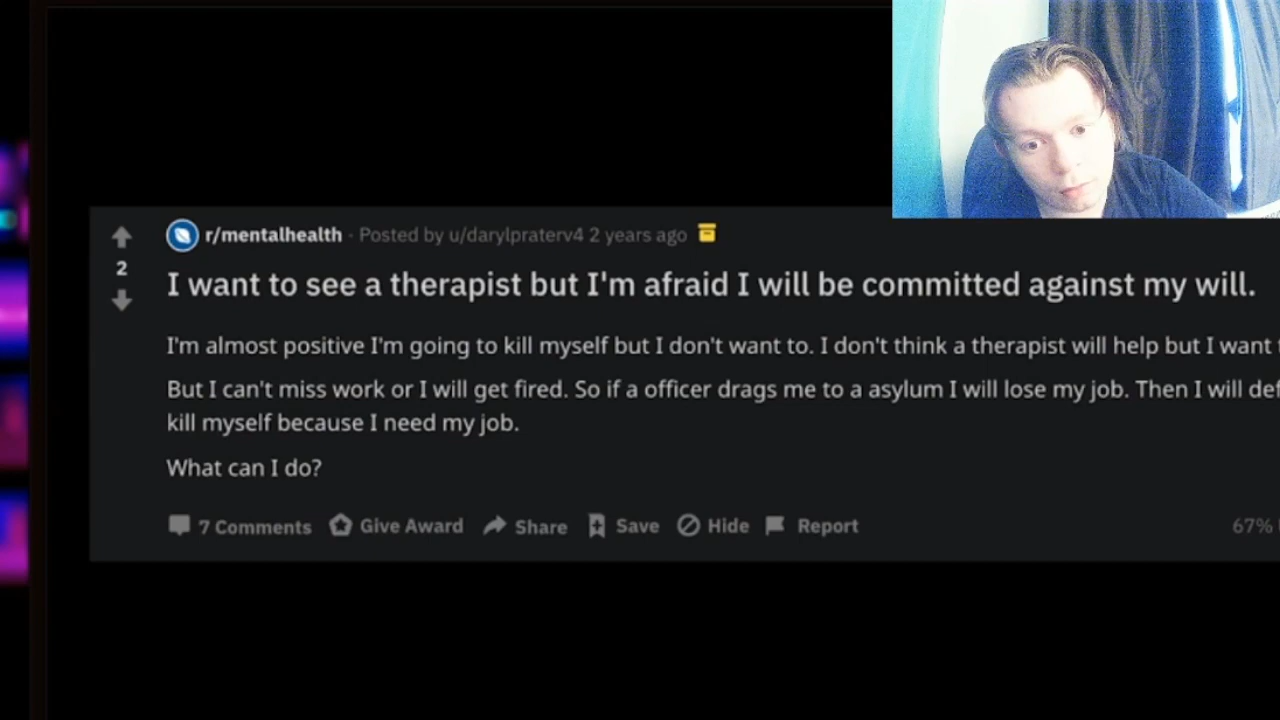 r/mentalhealth · Posted by u/darylpraterv4 2 years ago
2
I want to see a therapist but I'm afraid I will be committed against my will.
I'm almost positive I'm going to kill myself but I don't want to. I don't think a therapist will help but I want
But I can't miss work or I will get fired. So if a officer drags me to a asylum I will lose my job. Then I will def
kill myself because I need my job.
What can I do?
7 Comments Give Award Share Save Hide Report 67%